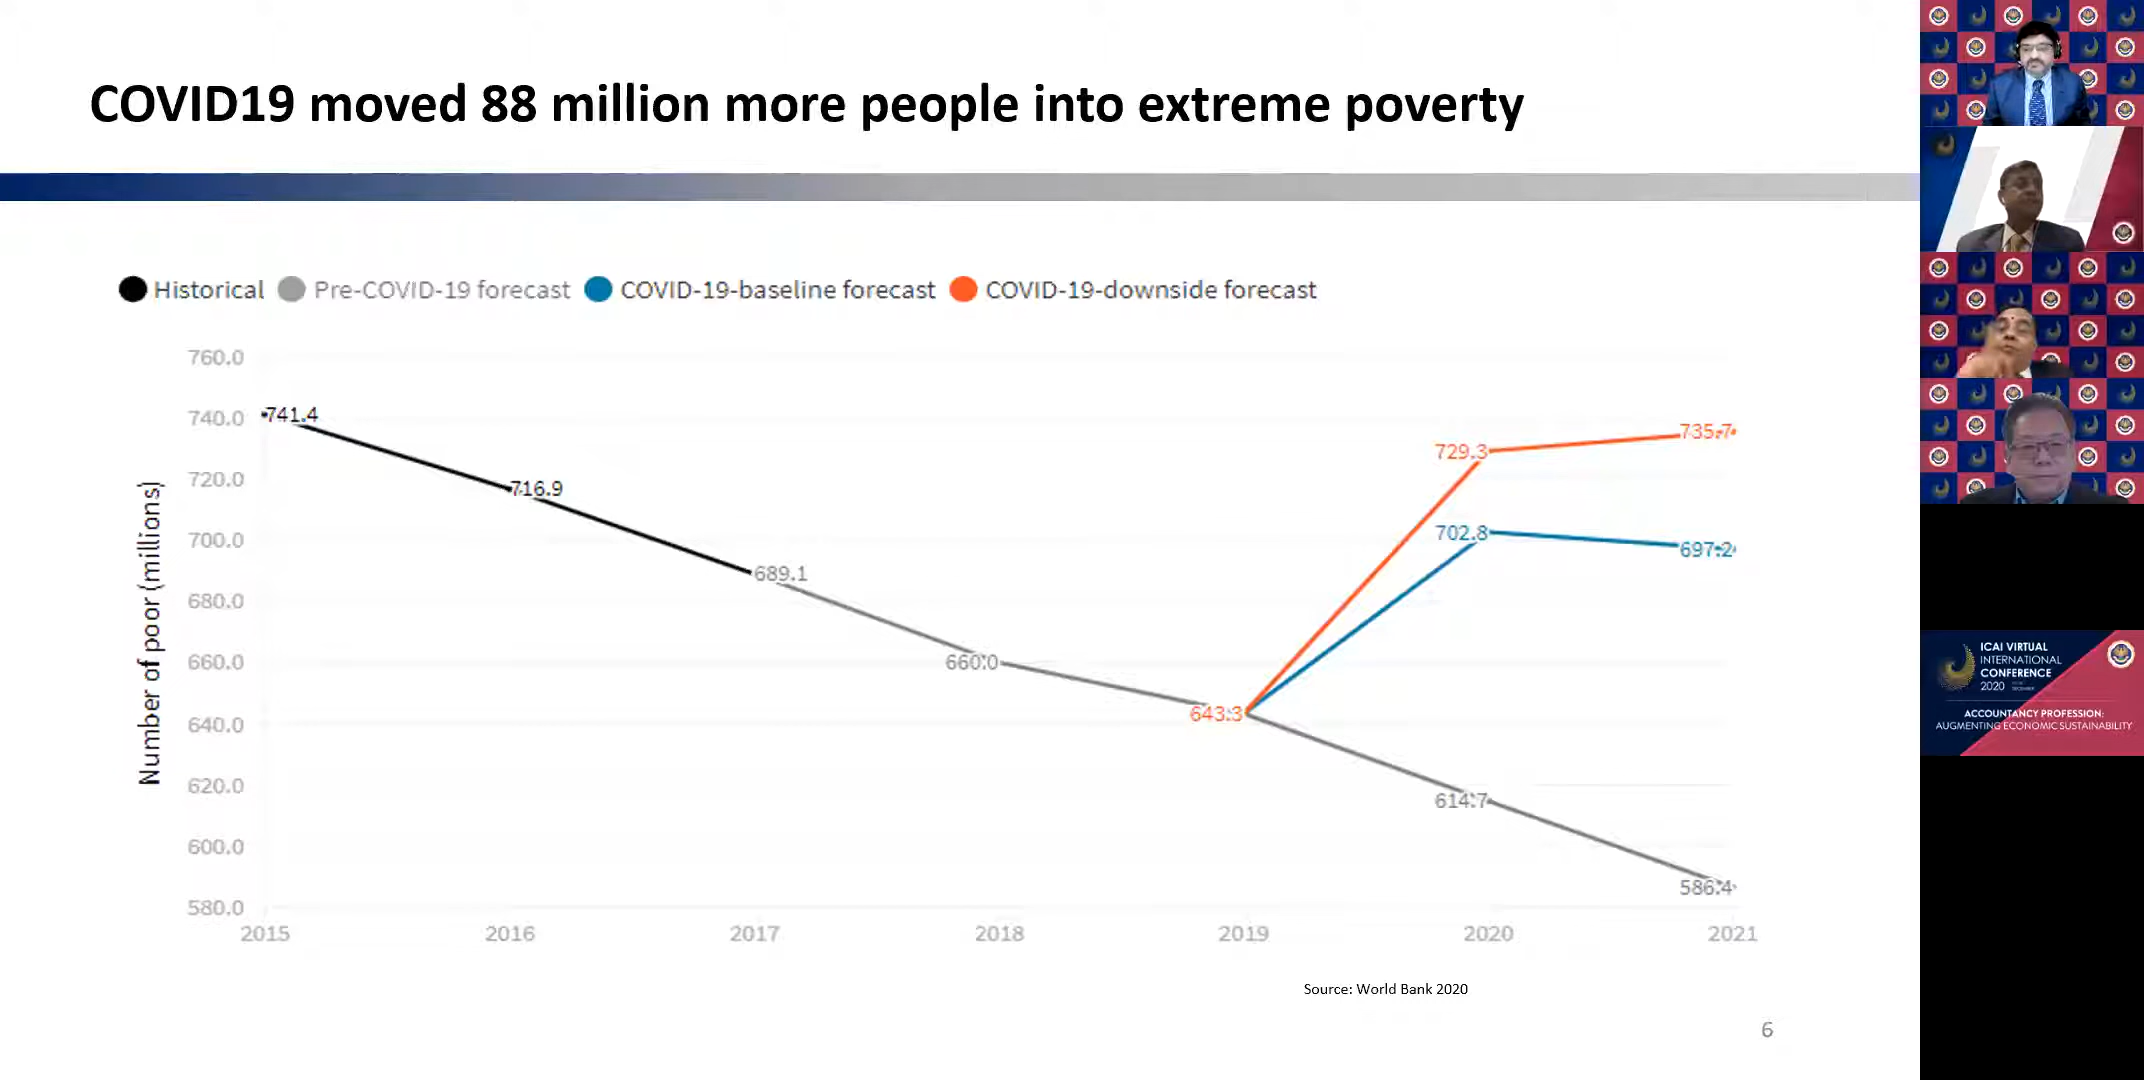 COVID19 moved 88 million more people into extreme poverty
Historical Pre-COVID-19 forecast COVID-19-baseline forecast COVID-19-downside forecast
Number of poor (millions)
760.0
740.0
720.0
700.0
680.0
660.0
640.0
620.0
600.0
580.0
741.4
716.9
689.1
660.0
643.3
729.3
735.7
702.8
697.2
614.7
586.4
2015 2016 2017 2018 2019 2020 2021
Source: World Bank 2020
6
ICAI VIRTUAL
INTERNATIONAL
CONFERENCE
2020
ACCOUNTANCY PROFESSION:
AUGMENTING ECONOMIC SUSTAINABILITY